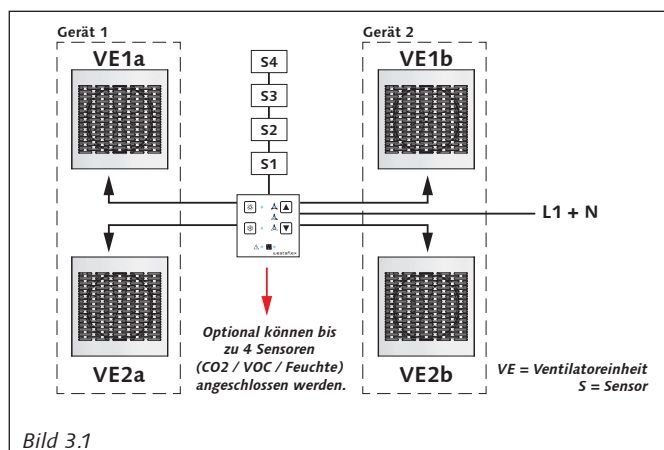 Gerät 1
Gerät 2
VE1a
S4
VE1b
S3
S2
S1
L1 + N
westaflex
Optional können bis
zu 4 Sensoren
(CO2 / VOC / Feuchte)
angeschlossen werden.
VE2a
VE2b
VE = Ventilatoreinheit
S = Sensor
Bild 3.1